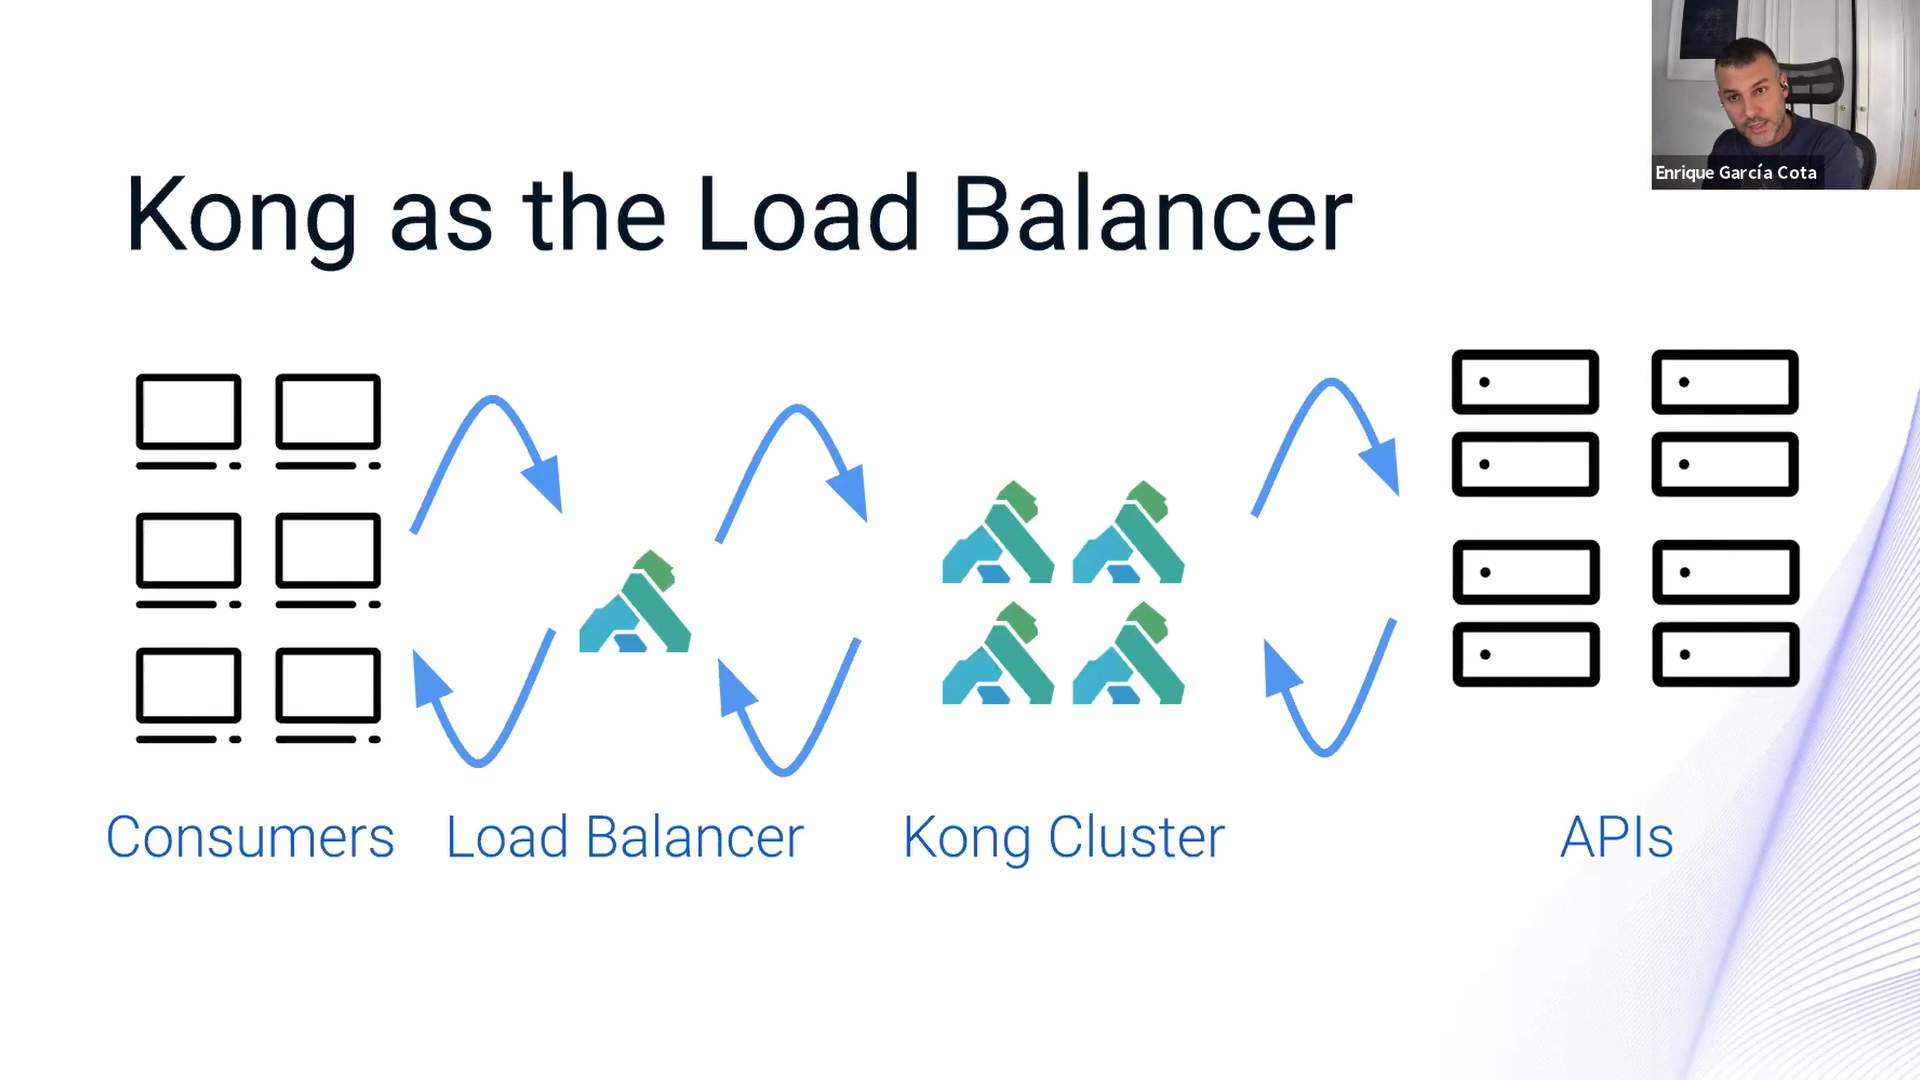 Enrique García Cota
Kong as the Load Balancer
Consumers
Load Balancer
Kong Cluster
APIs